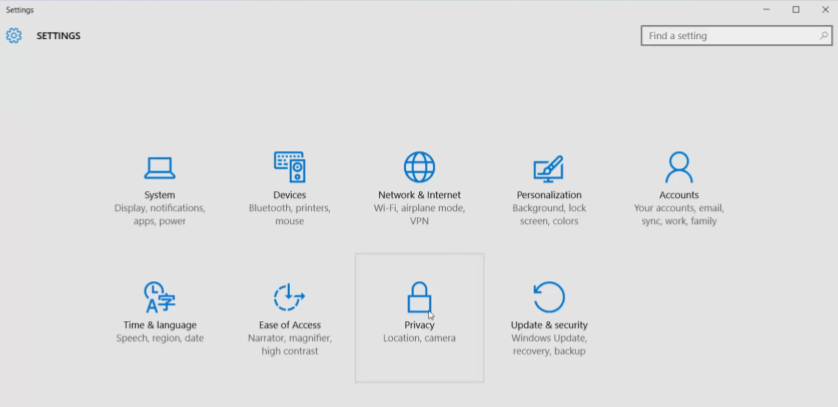 Settings
SETTINGS
Find a setting
System
Display, notifications,
apps, power
Devices
Bluetooth, printers,
mouse
Network & Internet
Wi-Fi, airplane mode,
VPN
Personalization
Background, lock
screen, colors
Accounts
Your accounts, email,
sync, work, family
A字
Time & language
Speech, region, date
Ease of Access
Narrator, magnifier,
high contrast
Privacy
Location, camera
Update & security
Windows Update,
recovery, backup